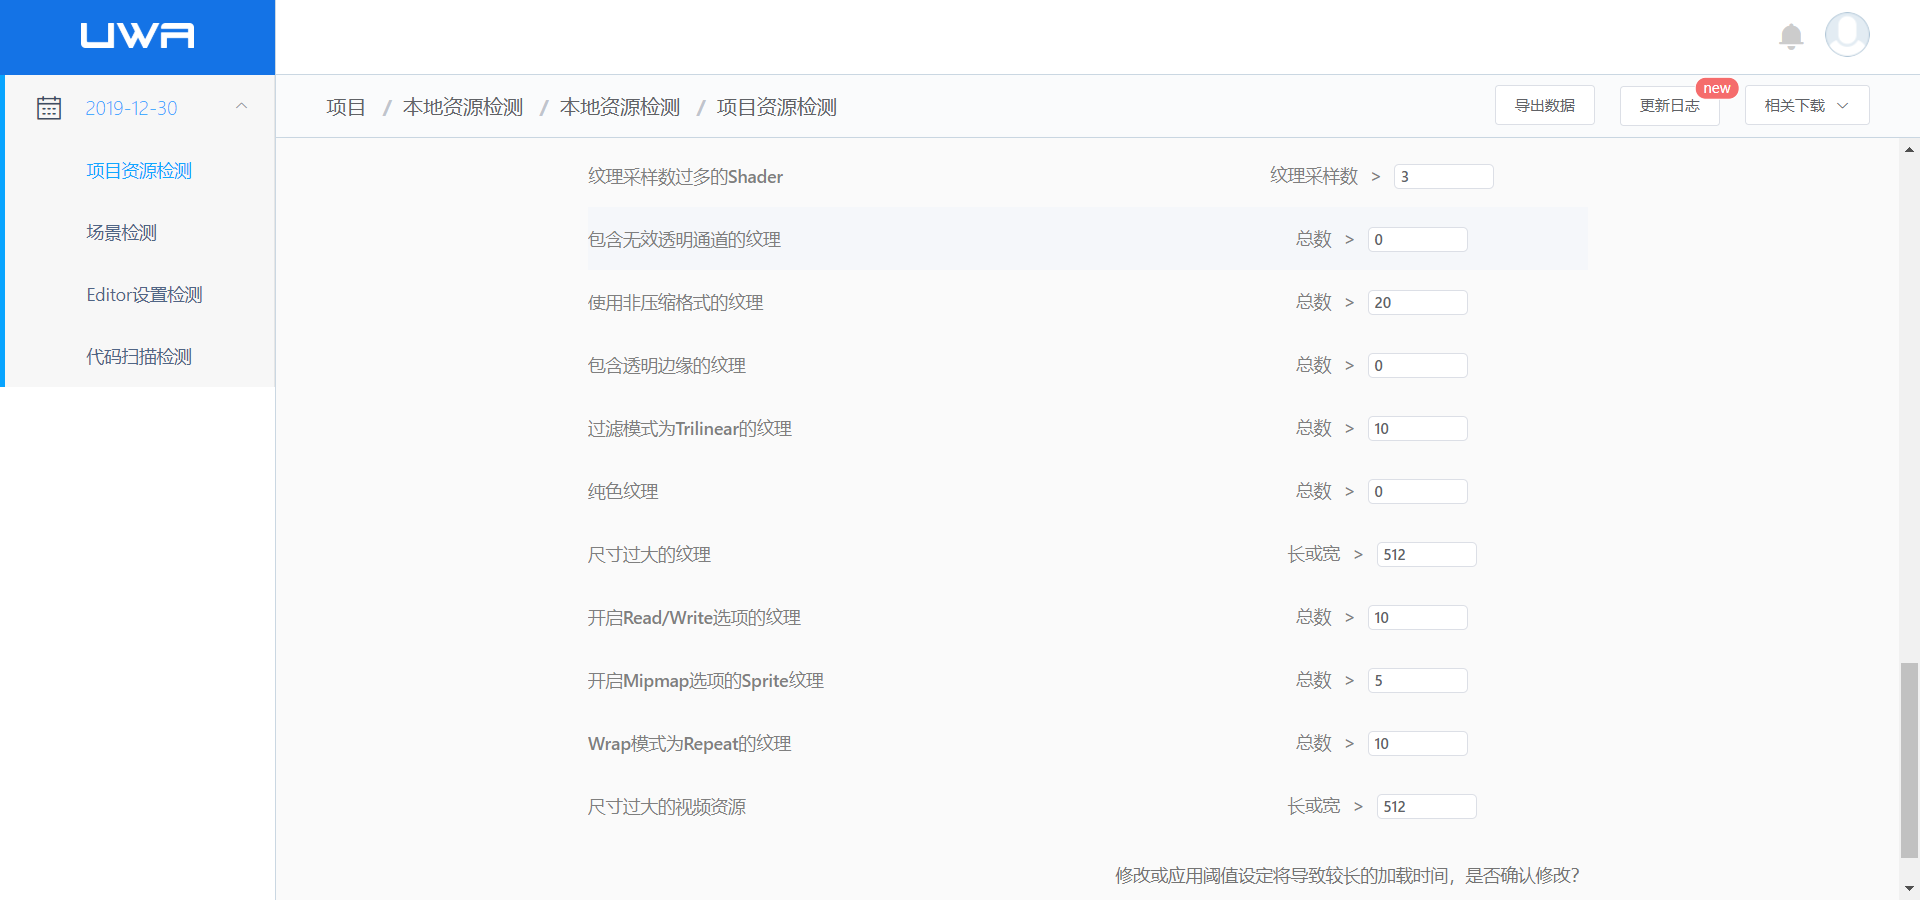 UWA
2019-12-30
项目资源检测
场景检测
Editor设置检测
代码扫描检测
项目 / 本地资源检测 / 本地资源检测 / 项目资源检测
导出数据
更新日志
new
相关下载
纹理采样数过多的Shader 纹理采样数 > 3
包含无效透明通道的纹理 总数 > 0
使用非压缩格式的纹理 总数 > 20
包含透明边缘的纹理 总数 > 0
过滤模式为Trilinear的纹理 总数 > 10
纯色纹理 总数 > 0
尺寸过大的纹理 长或宽 > 512
开启Read/Write选项的纹理 总数 > 10
开启Mipmap选项的Sprite纹理 总数 > 5
Wrap模式为Repeat的纹理 总数 > 10
尺寸过大的视频资源 长或宽 > 512
修改或应用阈值设定将导致较长的加载时间，是否确认修改？